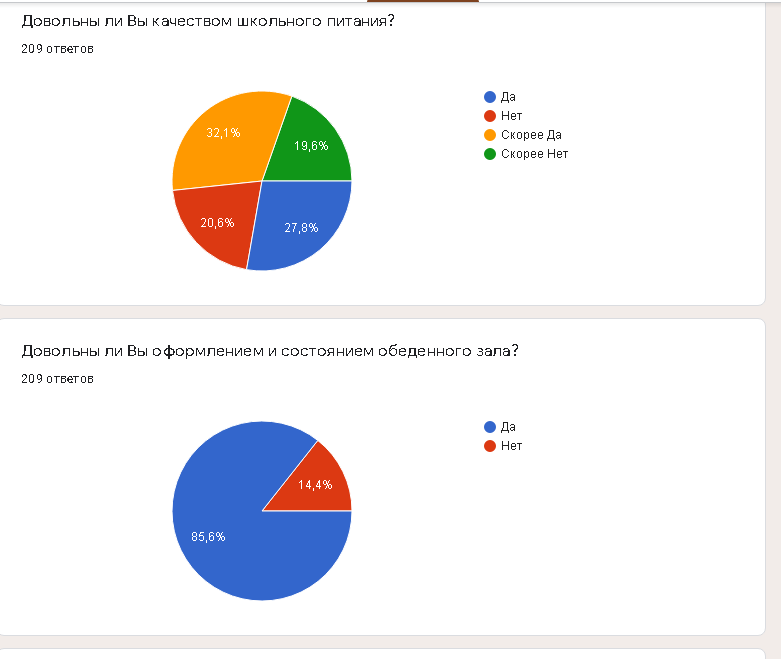 Довольны ли Вы качеством школьного питания?
209 ответов
Да
Нет
Скорее Да
Скорее Нет
32,1%
19,6%
20,6%
27,8%
Довольны ли Вы оформлением и состоянием обеденного зала?
209 ответов
Да
Нет
14,4%
85,6%